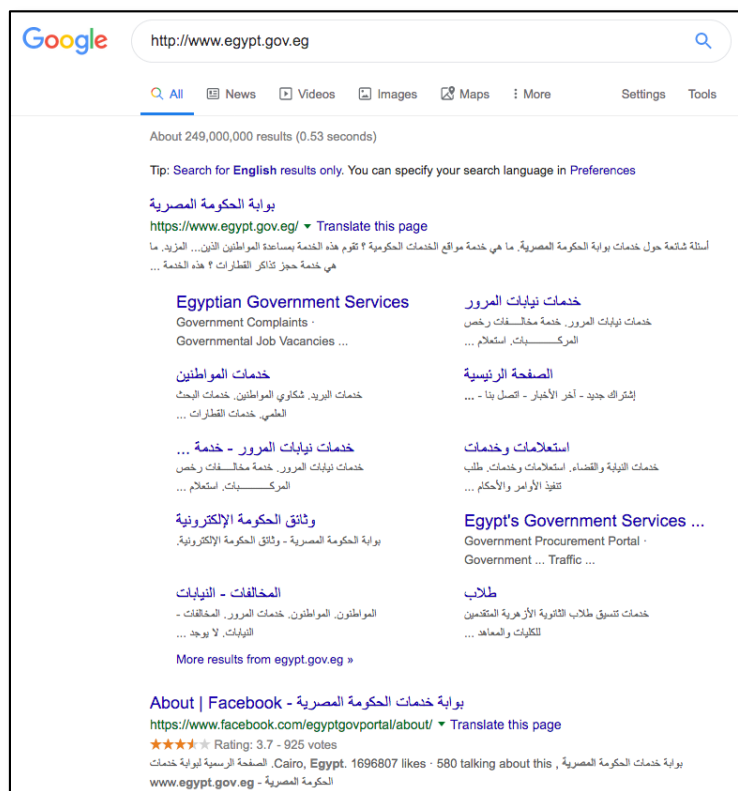 Google
http://www.egypt.gov.eg
All News Videos Images Maps More Settings Tools
About 249,000,000 results (0.53 seconds)
Tip: Search for English results only. You can specify your search language in Preferences
بوابة الحكومة المصرية
https://www.egypt.gov.eg/ Translate this page
أسئلة شائعة حول خدمات بوابة الحكومة المصرية. ما هي خدمة مواقع الخدمات الحكومية ؟ تقوم هذه الخدمة بمساعدة المواطنين الذين... المزيد. ما
هي خدمة حجز تذاكر القطارات ؟ هذه الخدمة ...
Egyptian Government Services
Government Complaints ·
Governmental Job Vacancies ...
خدمات نيابات المرور
خدمات نيابات المرور. خدمة مخالـــفات رخص
المركـــــــبات. استعلام ...
خدمات المواطنين
خدمات البريد. شكاوي المواطنين. خدمات البحث
العلمي. خدمات القطارات ...
الصفحة الرئيسية
إشتراك جديد - آخر الأخبار - اتصل بنا - ...
خدمات نيابات المرور - خدمة ...
خدمات نيابات المرور. خدمة مخالـــفات رخص
المركـــــــبات. استعلام ...
استعلامات وخدمات
خدمات النيابة والقضاء. استعلامات وخدمات. طلب
تنفيذ الأوامر والأحكام ...
وثائق الحكومة الإلكترونية
بوابة الحكومة المصرية - وثائق الحكومة الإلكترونية.
Egypt's Government Services ...
Government Procurement Portal ·
Government ... Traffic ...
المخالفات - النيابات
المواطنون. المواطنون. خدمات المرور. المخالفات -
النيابات. لا يوجد ...
طلاب
خدمات تنسيق طلاب الثانوية الأزهرية المتقدمين
للكليات والمعاهد ...
More results from egypt.gov.eg »
About | Facebook - بوابة خدمات الحكومة المصرية
https://www.facebook.com/egyptgovportal/about/ Translate this page
Rating: 3.7 - 925 votes
بوابة خدمات الحكومة المصرية , Cairo, Egypt. 1696807 likes · 580 talking about this. الصفحة الرسمية لبوابة خدمات
الحكومة المصرية - www.egypt.gov.eg